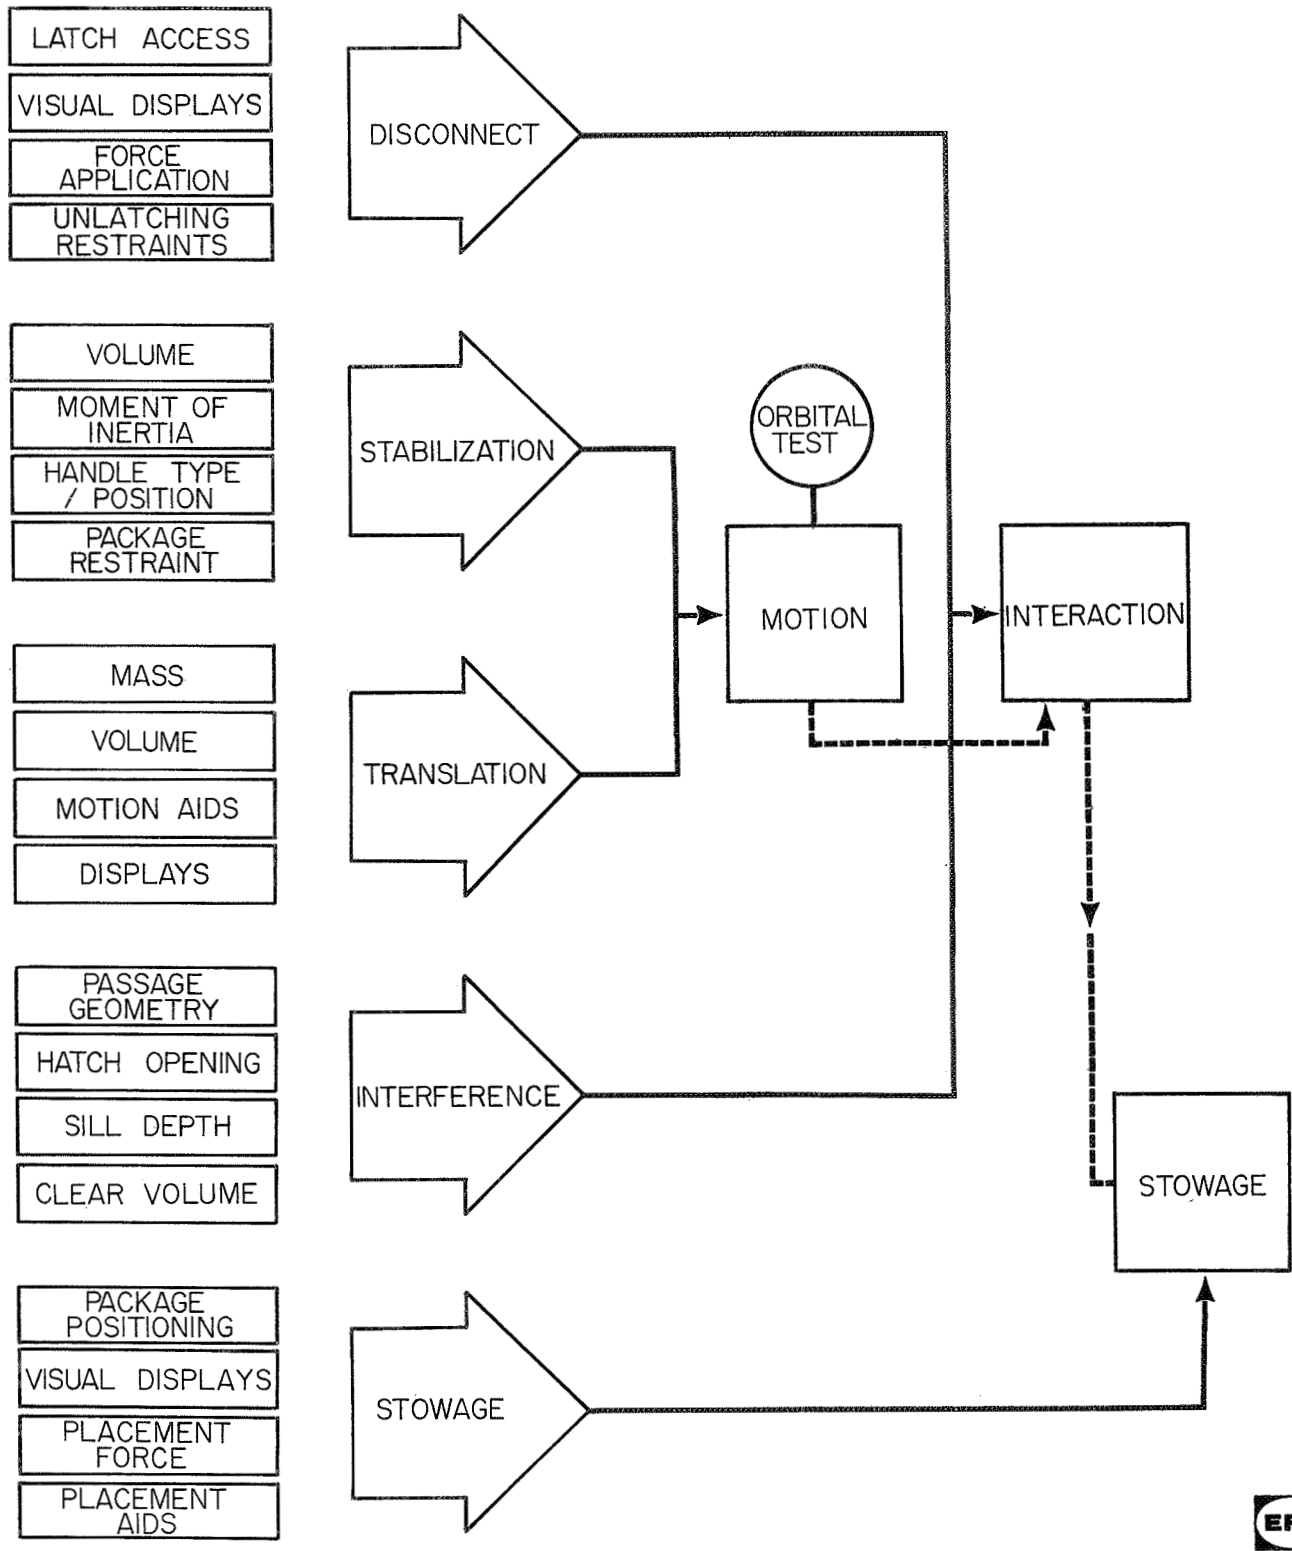 LATCH ACCESS
VISUAL DISPLAYS
FORCE
APPLICATION
UNLATCHING
RESTRAINTS
DISCONNECT
VOLUME
MOMENT OF
INERTIA
HANDLE TYPE
/ POSITION
PACKAGE
RESTRAINT
STABILIZATION
ORBITAL
TEST
MOTION
INTERACTION
MASS
VOLUME
MOTION AIDS
DISPLAYS
TRANSLATION
PASSAGE
GEOMETRY
HATCH OPENING
SILL DEPTH
CLEAR VOLUME
INTERFERENCE
STOWAGE
PACKAGE
POSITIONING
VISUAL DISPLAYS
PLACEMENT
FORCE
PLACEMENT
AIDS
STOWAGE